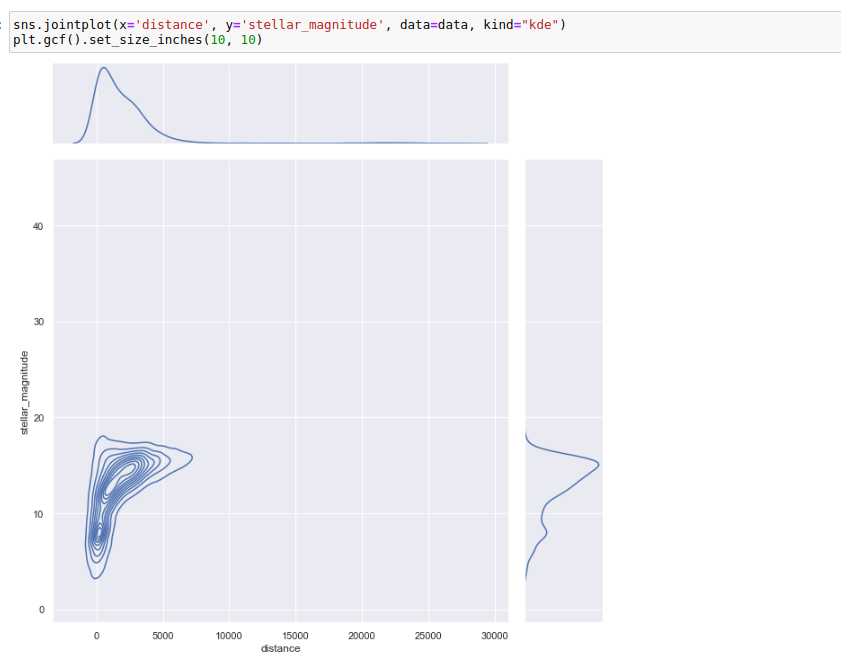 sns.jointplot(x='distance', y='stellar_magnitude', data=data, kind="kde")
plt.gcf().set_size_inches(10, 10)
40
30
20
10
0
stellar_magnitude
0 5000 10000 15000 20000 25000 30000
distance